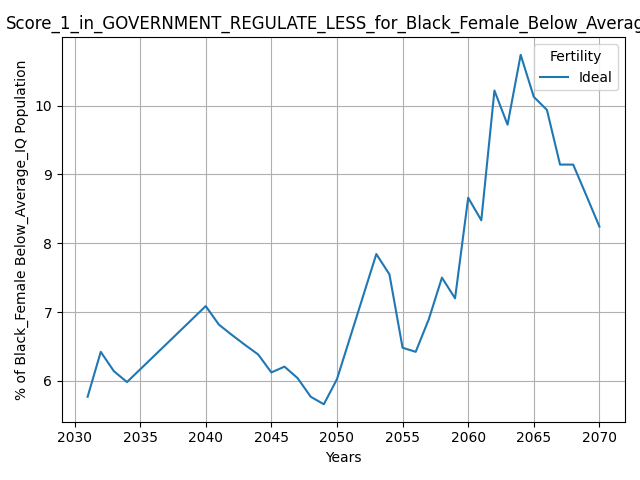 Score_1_in_GOVERNMENT_REGULATE_LESS_for_Black_Female_Below_Averag
Fertility
Ideal
% of Black_Female Below_Average_IQ Population
10
9
8
7
6
2030 2035 2040 2045 2050 2055 2060 2065 2070
Years